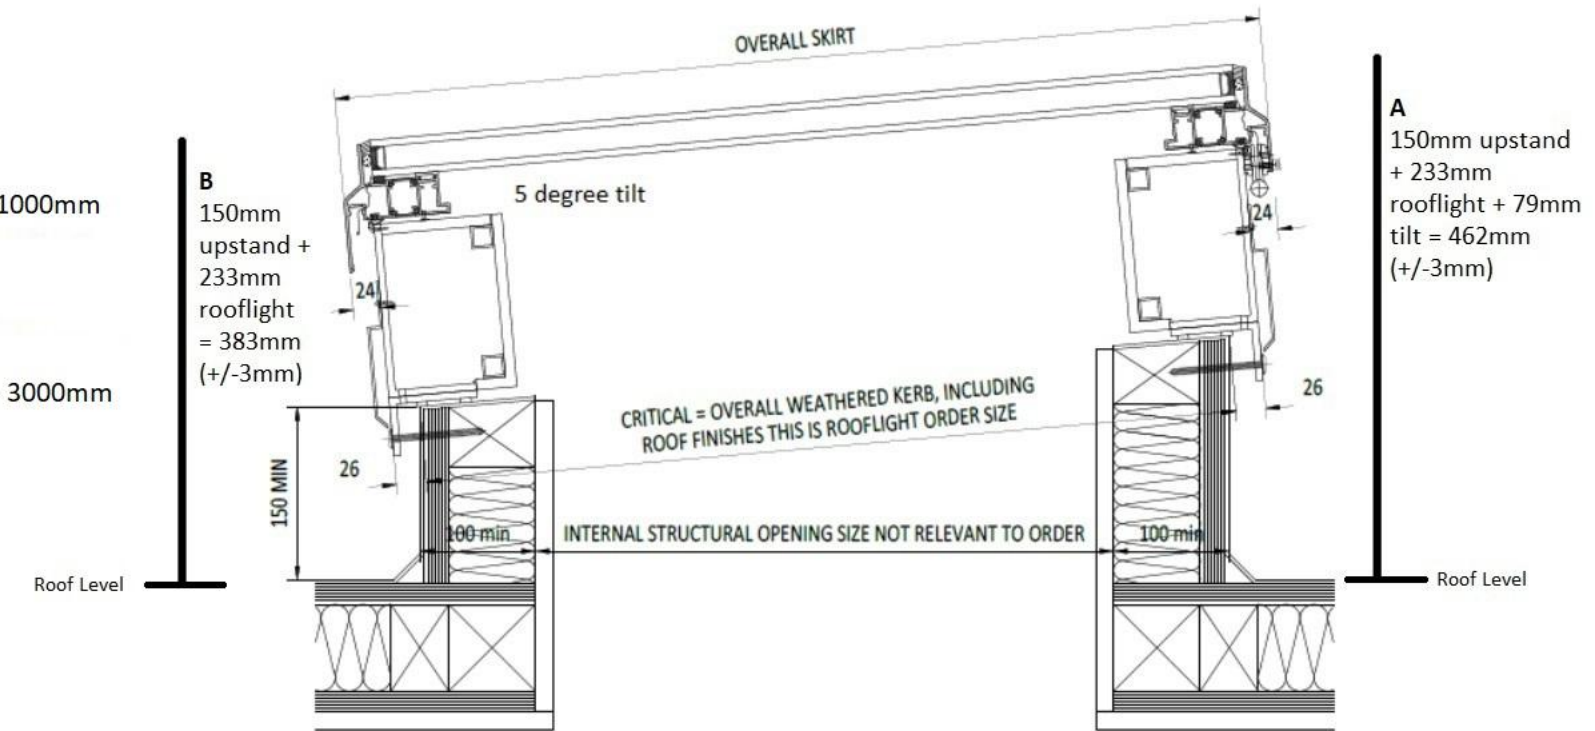 OVERALL SKIRT
A
150mm upstand
+ 233mm
rooflight + 79mm
tilt = 462mm
(+/-3mm)
B
150mm
upstand +
233mm
rooflight
= 383mm
(+/-3mm)
1000mm
3000mm
5 degree tilt
24
24
26
26
CRITICAL = OVERALL WEATHERED KERB, INCLUDING
ROOF FINISHES THIS IS ROOFLIGHT ORDER SIZE
150 MIN
100 min
INTERNAL STRUCTURAL OPENING SIZE NOT RELEVANT TO ORDER
100 min
Roof Level
Roof Level